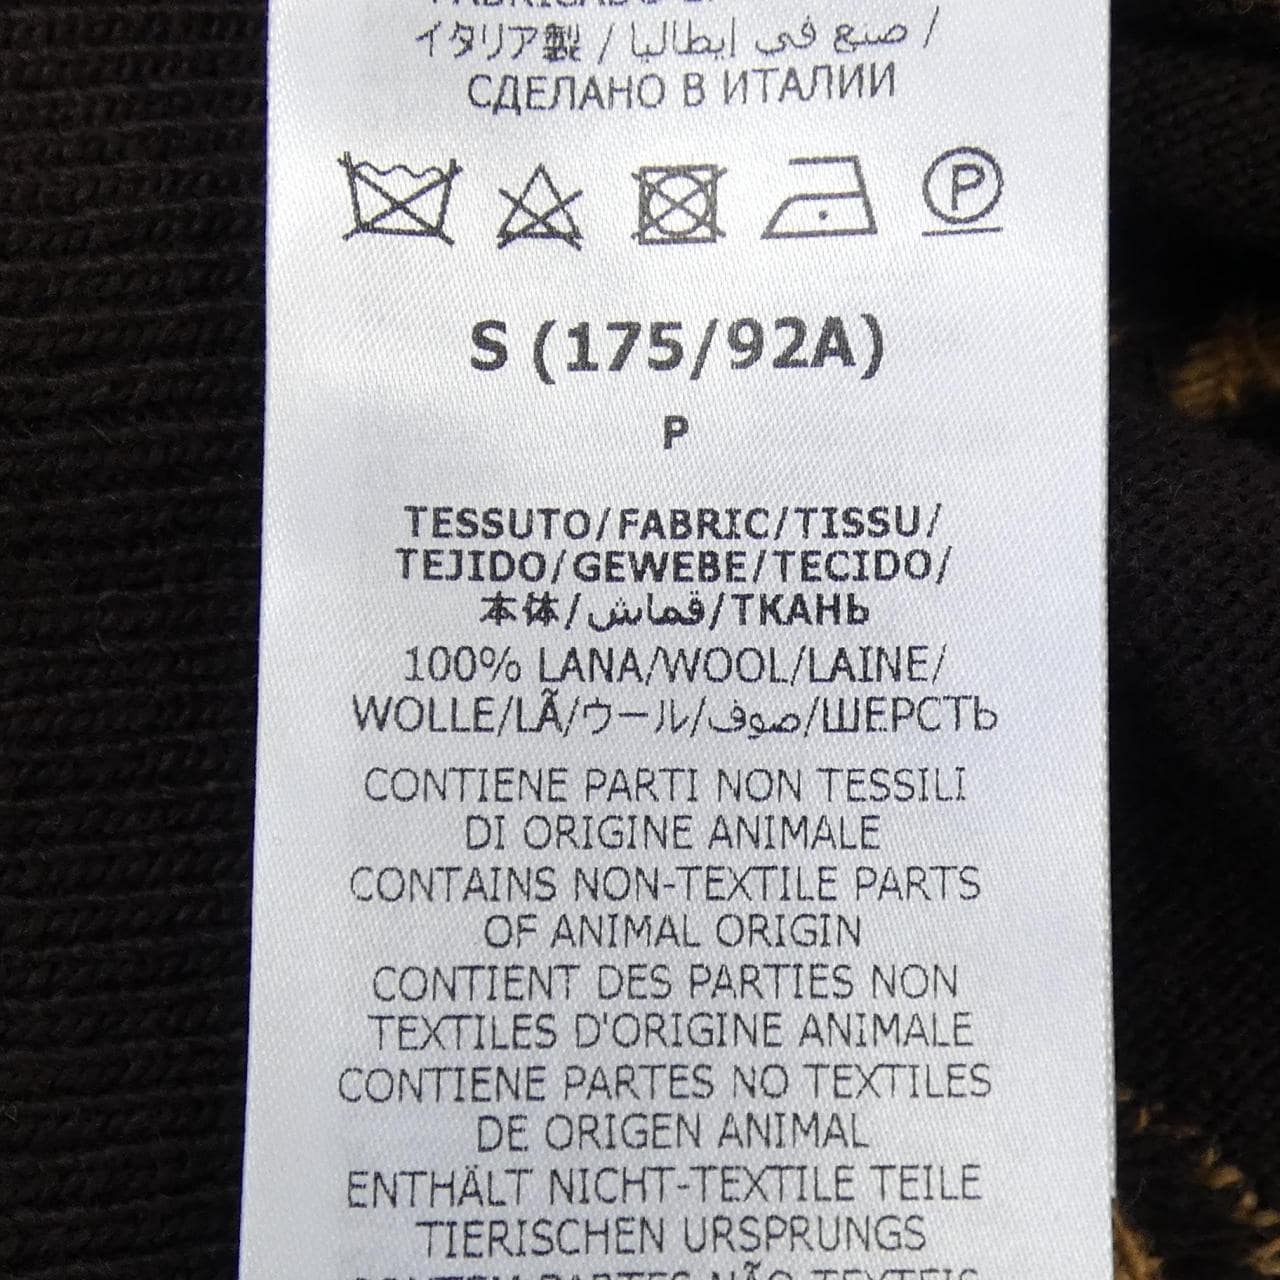 イタリア製 / صنع في إيطاليا /
СДЕЛАНО В ИТАЛИИ
P
S (175/92A)
P
TESSUTO/FABRIC/TISSU/
TEJIDO/GEWEBE/TECIDO/
本体/قماش/ТКАНЬ
100% LANA/WOOL/LAINE/
WOLLE/LÃ/ウール/صوف/ШЕРСТЬ
CONTIENE PARTI NON TESSILI
DI ORIGINE ANIMALE
CONTAINS NON-TEXTILE PARTS
OF ANIMAL ORIGIN
CONTIENT DES PARTIES NON
TEXTILES D'ORIGINE ANIMALE
CONTIENE PARTES NO TEXTILES
DE ORIGEN ANIMAL
ENTHÄLT NICHT-TEXTILE TEILE
TIERISCHEN URSPRUNGS